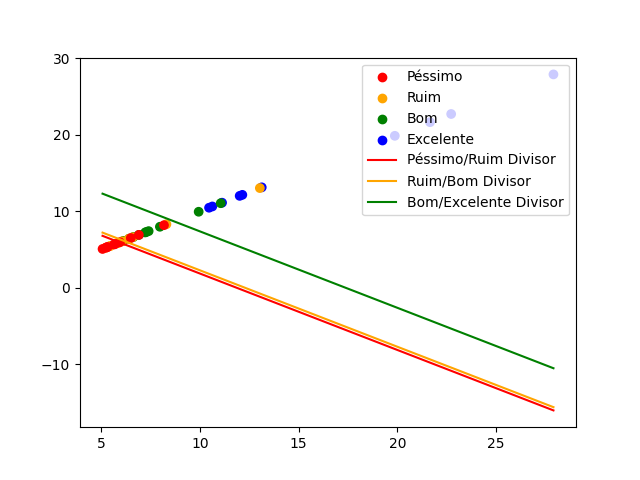 30
20
10
0
−10
5
10
15
20
25
Péssimo
Ruim
Bom
Excelente
Péssimo/Ruim Divisor
Ruim/Bom Divisor
Bom/Excelente Divisor